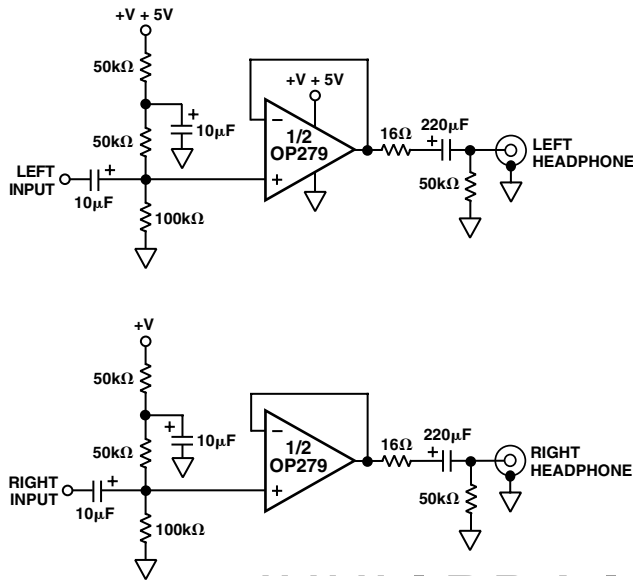 +V + 5V
50kΩ
+V + 5V
+
10μF
50kΩ
−
1/2
OP279
+
16Ω
220μF
+
LEFT
HEADPHONE
LEFT
INPUT
+
10μF
100kΩ
50kΩ
+V
50kΩ
+
10μF
50kΩ
−
1/2
OP279
+
16Ω
220μF
+
RIGHT
HEADPHONE
RIGHT
INPUT
+
10μF
100kΩ
50kΩ